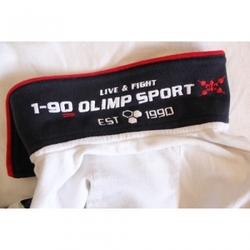 LIVE & FIGHT
1-90 OLIMP SPORT
EST 1990